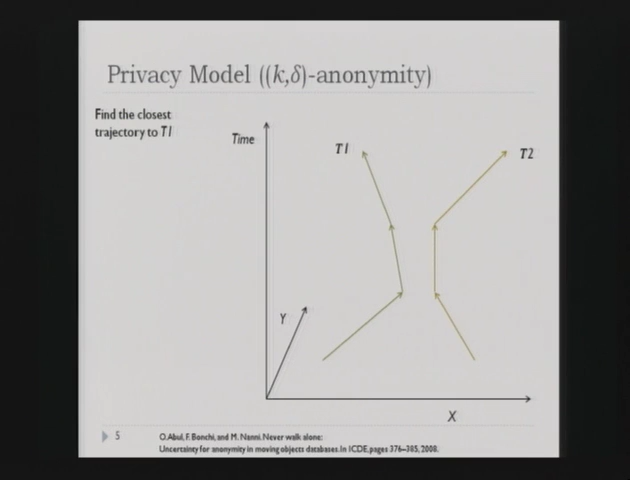 Privacy Model ((k,δ)-anonymity)
Find the closest
trajectory to T1
Time
T1
T2
Y
X
5
O.Abul, F. Bonchi, and M. Nanni. Never walk alone:
Uncertainty for anonymity in moving objects databases. In ICDE, pages 376–385, 2008.